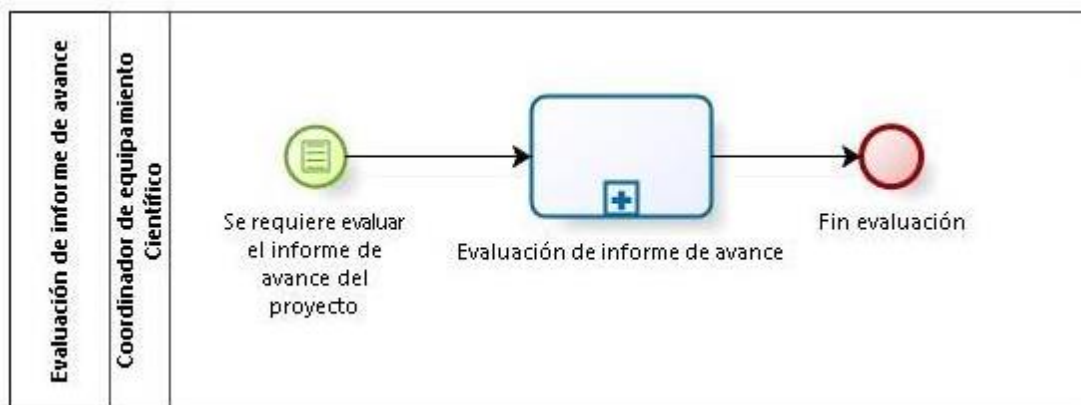 Evaluación de informe de avance
Coordinador de equipamiento
Científico
Se requiere evaluar
el informe de
avance del
proyecto
Evaluación de informe de avance
Fin evaluación